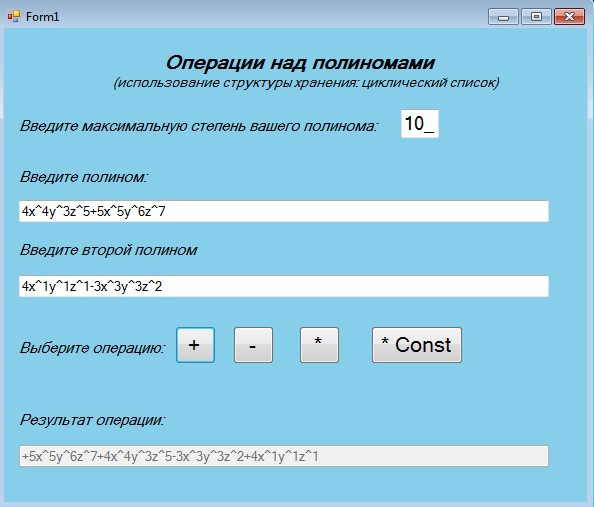 Form1
Операции над полиномами
(использование структуры хранения: циклический список)
Введите максимальную степень вашего полинома: 10_
Введите полином:
4x^4y^3z^5+5x^5y^6z^7
Введите второй полином
4x^1y^1z^1-3x^3y^3z^2
Выберите операцию: + - * * Const
Результат операции:
+5x^5y^6z^7+4x^4y^3z^5-3x^3y^3z^2+4x^1y^1z^1